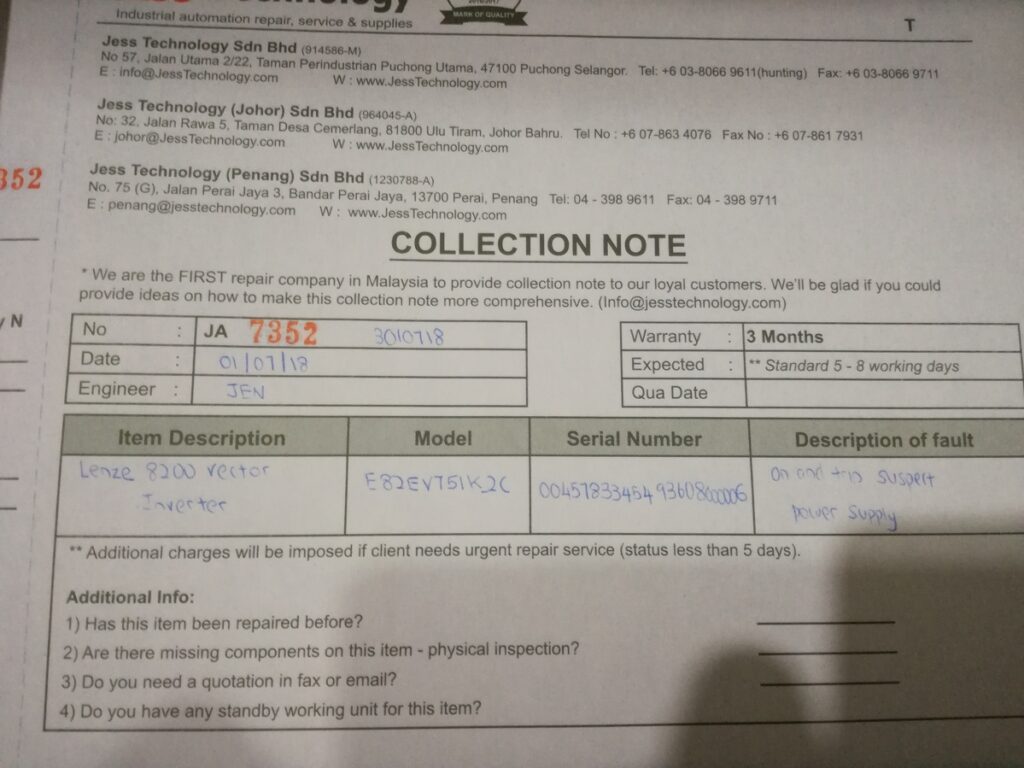 Industrial automation repair, service & supplies
MARK OF QUALITY
T
Jess Technology Sdn Bhd (914586-M)
No 57, Jalan Utama 2/22, Taman Perindustrian Puchong Utama, 47100 Puchong Selangor. Tel: +6 03-8066 9611(hunting) Fax: +6 03-8066 9711
E : info@JessTechnology.com W : www.JessTechnology.com
Jess Technology (Johor) Sdn Bhd (964045-A)
No: 32, Jalan Rawa 5, Taman Desa Cemerlang, 81800 Ulu Tiram, Johor Bahru. Tel No : +6 07-863 4076 Fax No : +6 07-861 7931
E : johor@JessTechnology.com W : www.JessTechnology.com
352
Jess Technology (Penang) Sdn Bhd (1230788-A)
No. 75 (G), Jalan Perai Jaya 3, Bandar Perai Jaya, 13700 Perai, Penang Tel: 04 - 398 9611 Fax: 04 - 398 9711
E : penang@jesstechnology.com W : www.JessTechnology.com
COLLECTION NOTE
* We are the FIRST repair company in Malaysia to provide collection note to our loyal customers. We'll be glad if you could
provide ideas on how to make this collection note more comprehensive. (Info@jesstechnology.com)
y N
No : JA 7352 3010718
Date : 01/07/18
Engineer : JEN
Warranty : 3 Months
Expected : ** Standard 5 - 8 working days
Qua Date
Item Description Model Serial Number Description of fault
Lenze 8200 vector E82EV751K_2C On and trip suspect
Inverter power supply
** Additional charges will be imposed if client needs urgent repair service (status less than 5 days).
Additional Info:
1) Has this item been repaired before?
2) Are there missing components on this item - physical inspection?
3) Do you need a quotation in fax or email?
4) Do you have any standby working unit for this item?